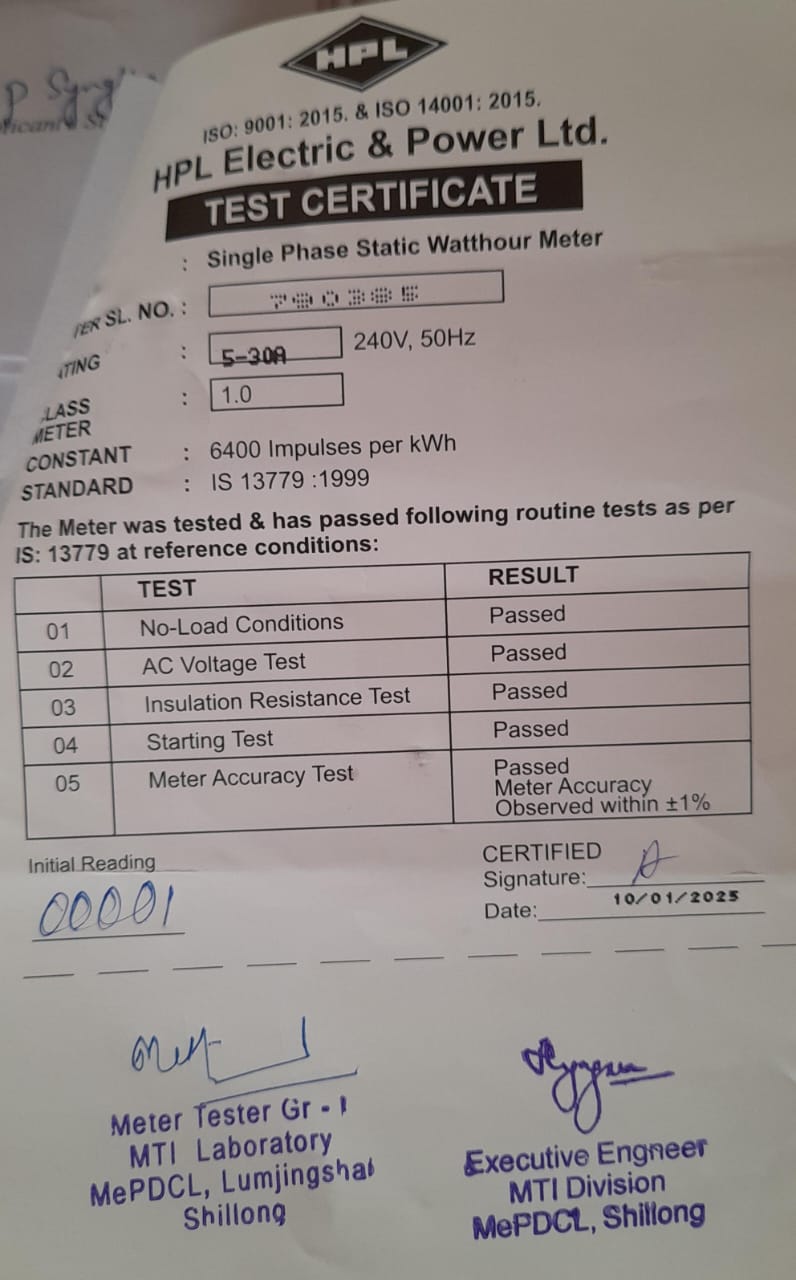 HPL
ISO: 9001: 2015. & ISO 14001: 2015.
HPL Electric & Power Ltd.
TEST CERTIFICATE
: Single Phase Static Watthour Meter
SL. NO. :
: 5-30A 240V, 50Hz
: 1.0
METER
CONSTANT : 6400 Impulses per kWh
STANDARD : IS 13779 :1999
The Meter was tested & has passed following routine tests as per
IS: 13779 at reference conditions:
TEST RESULT
01 No-Load Conditions Passed
02 AC Voltage Test Passed
03 Insulation Resistance Test Passed
04 Starting Test Passed
05 Meter Accuracy Test Passed
Meter Accuracy
Observed within ±1%
Initial Reading
00001
CERTIFIED
Signature:
Date: 10/01/2025
Meter Tester Gr - I
MTI Laboratory
MePDCL, Lumjingshai
Shillong
Executive Engneer
MTI Division
MePDCL, Shillong